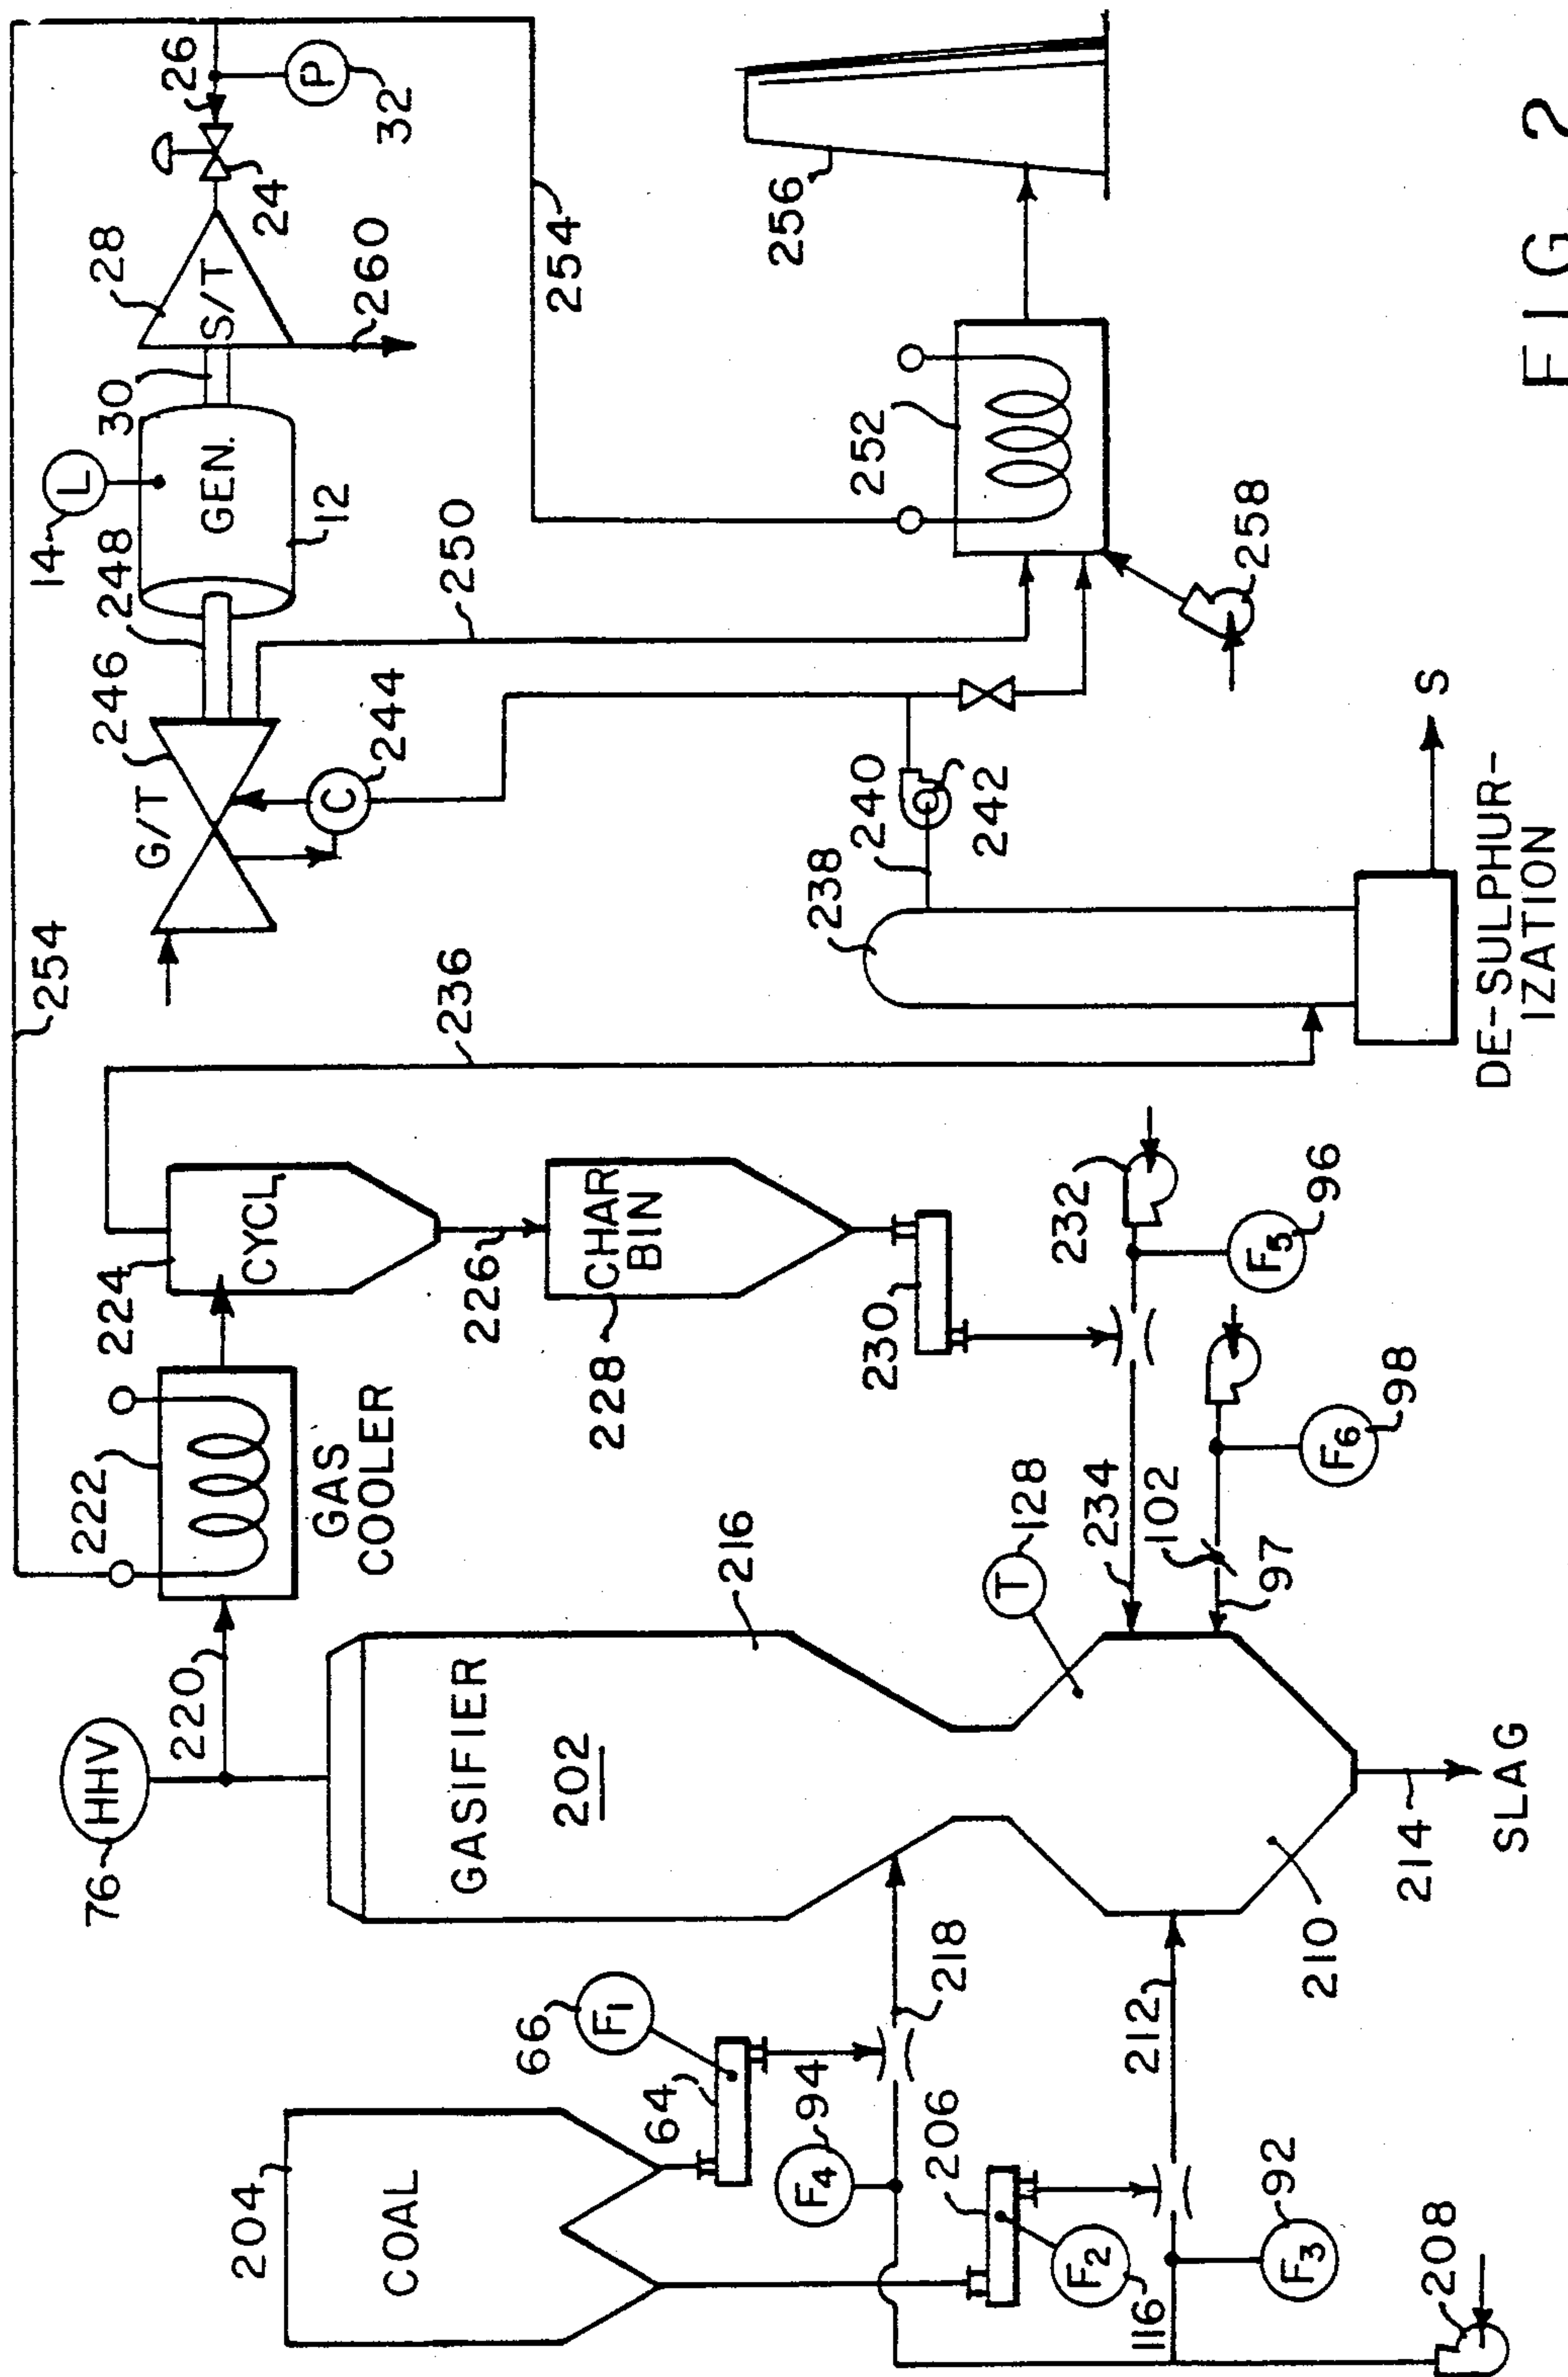 204
COAL
64
66
F1
94
F4
206
F2
116
92
F3
208
218
212
76
HHV
220
GASIFIER
202
216
T
128
210
214
SLAG
222
GAS
COOLER
224
CYCL.
226
CHAR
BIN
228
230
232
F5
96
234
102
97
F6
98
254
236
G/T
246
248
C
244
250
238
240
242
DE-SULPHUR-
IZATION
S
14
L
GEN.
12
30
28
S/T
24
26
P
32
260
254
252
256
258
FIG. 2